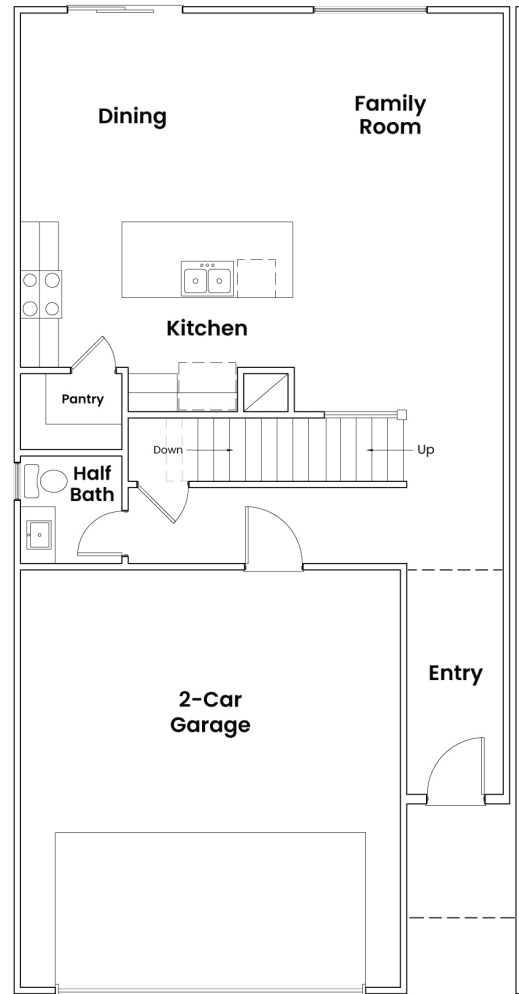 Dining
Family
Room
Kitchen
Pantry
Down
Up
Half
Bath
Entry
2-Car
Garage